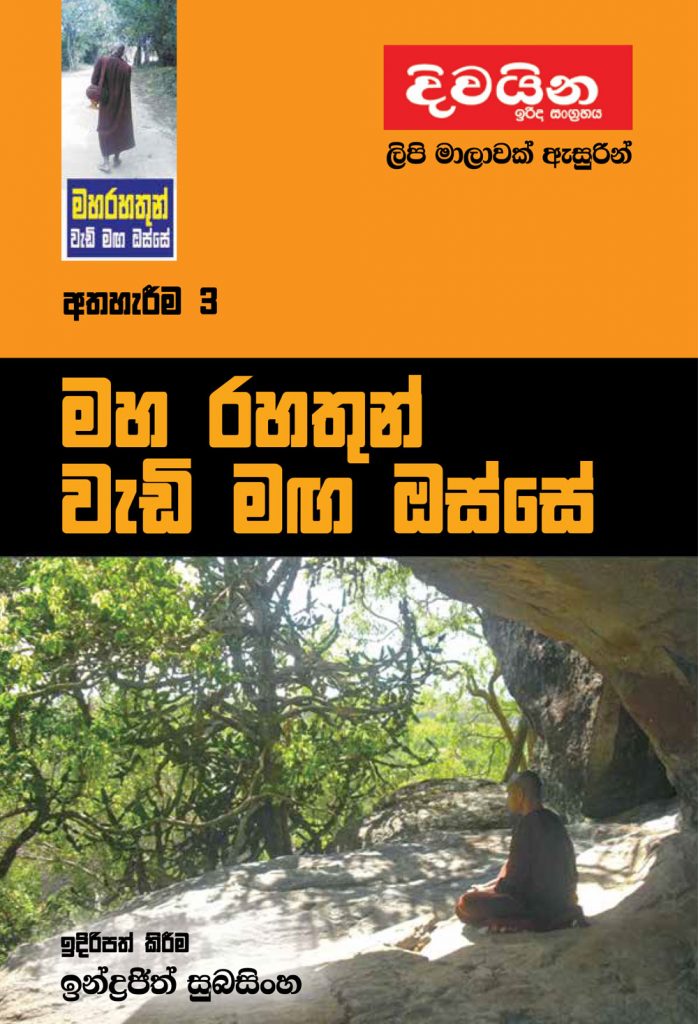 දිවයින
ඉරිදා සංග්‍රහය
ලිපි මාලාවක් ඇසුරින්
මහරහතුන්
වැඩි මඟ ඔස්සේ
අතහැරීම 3
මහ රහතුන්
වැඩි මඟ ඔස්සේ
ඉදිරිපත් කිරීම
ඉන්ද්‍රජිත් සුබසිංහ